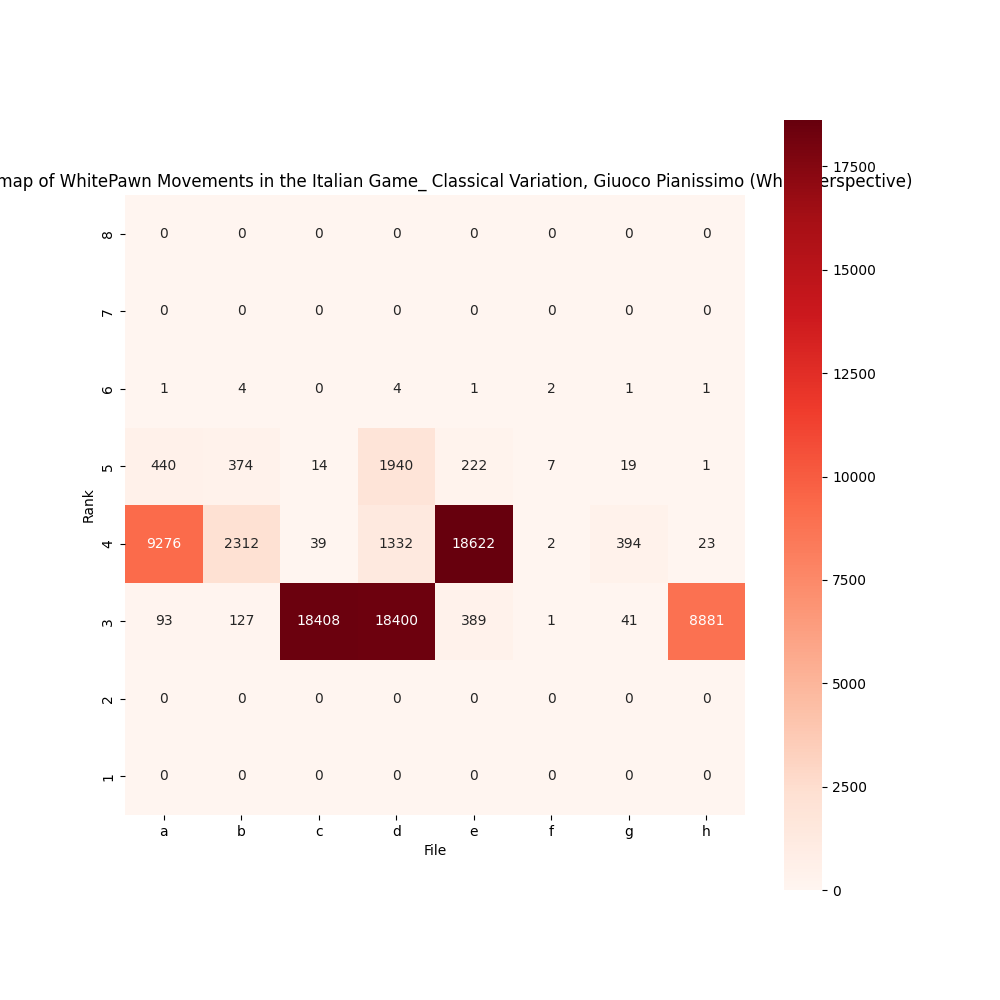 map of WhitePawn Movements in the Italian Game_ Classical Variation, Giuoco Pianissimo (Wh erspective)
17500
15000
12500
10000
7500
5000
2500
0
Rank
8 0 0 0 0 0 0 0 0
7 0 0 0 0 0 0 0 0
6 1 4 0 4 1 2 1 1
5 440 374 14 1940 222 7 19 1
4 9276 2312 39 1332 18622 2 394 23
3 93 127 18408 18400 389 1 41 8881
2 0 0 0 0 0 0 0 0
1 0 0 0 0 0 0 0 0
a b c d e f g h
File